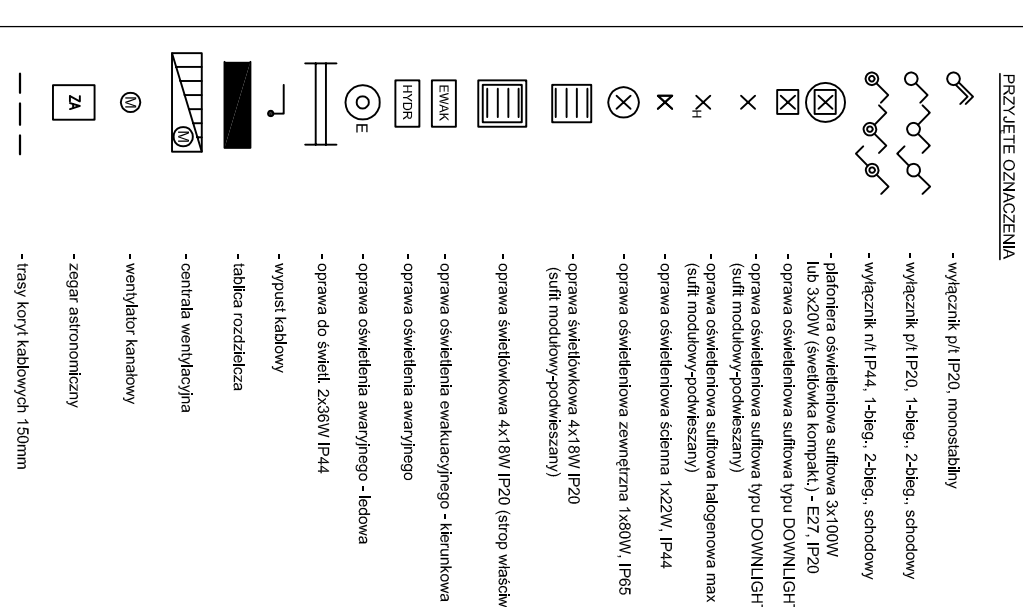 PRZYJĘTE OZNACZENIA
- wyłącznik p/t IP20, monostabilny
- wyłącznik p/t IP20, 1-bieg., 2-bieg., schodowy
- wyłącznik n/t IP44, 1-bieg., 2-bieg., schodowy
- plafoniera oświetleniowa sufitowa 3x100W
lub 3x20W (śwetlówka kompakt.) - E27, IP20
- oprawa oświetleniowa sufitowa typu DOWNLIGHT
- oprawa oświetleniowa sufitowa typu DOWNLIGHT
(sufit modułowy-podwieszany)
H
- oprawa oświetleniowa sufitowa halogenowa max
(sufit modułowy-podwieszany)
- oprawa oświetleniowa ścienna 1x22W, IP44
- oprawa oświetleniowa zewnętrzna 1x80W, IP65
- oprawa świetlówkowa 4x18W IP20
(sufit modułowy-podwieszany)
- oprawa świetlówkowa 4x18W IP20 (strop właściw
EWAK
- oprawa oświetlenia ewakuacyjnego - kierunkowa
HYDR
- oprawa oświetlenia awaryjnego
E
- oprawa oświetlenia awaryjnego - ledowa
- oprawa do świetl. 2x36W IP44
- wypust kablowy
- tablica rozdzielcza
M
- centrala wentylacyjna
M
- wentylator kanałowy
ZA
- zegar astronomiczny
- trasy koryt kablowych 150mm